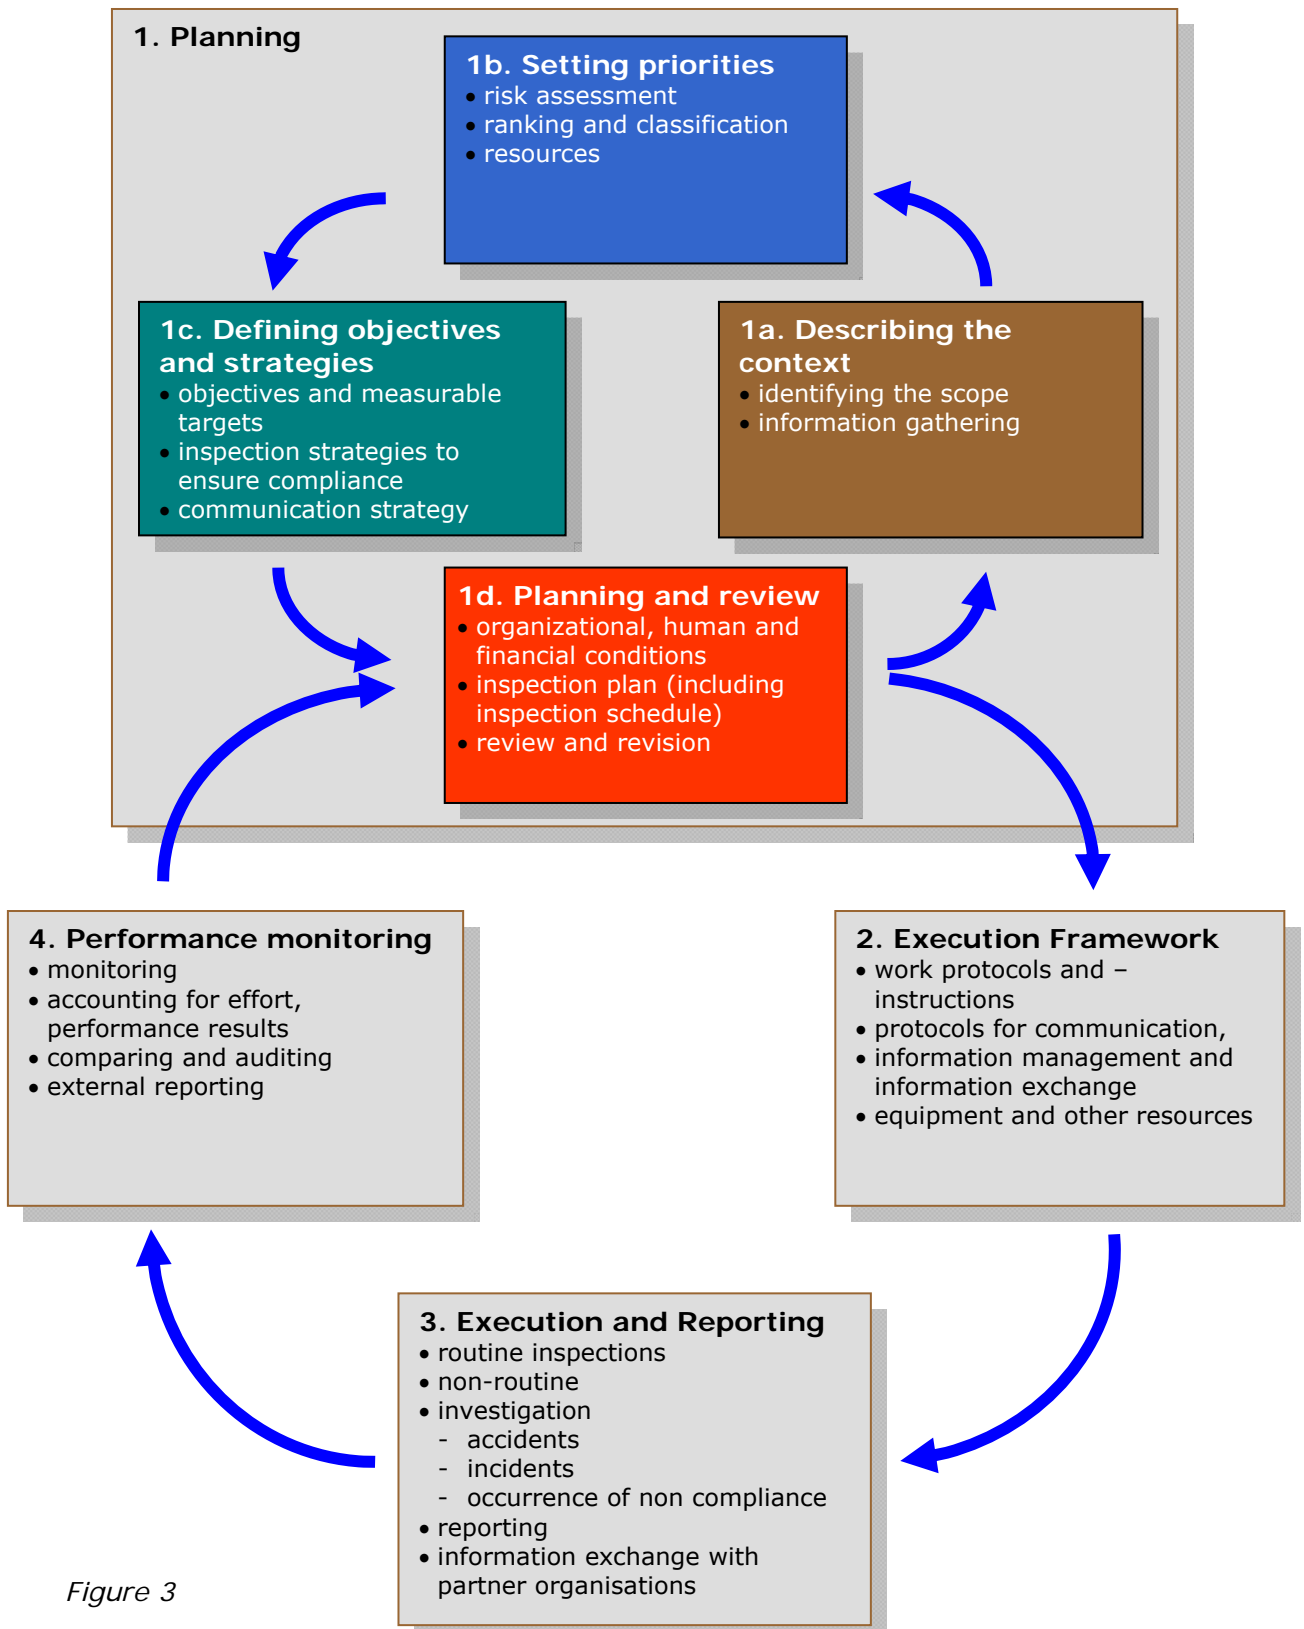 1. Planning
1b. Setting priorities
• risk assessment
• ranking and classification
• resources
1c. Defining objectives
and strategies
• objectives and measurable
targets
• inspection strategies to
ensure compliance
• communication strategy
1a. Describing the
context
• identifying the scope
• information gathering
1d. Planning and review
• organizational, human and
financial conditions
• inspection plan (including
inspection schedule)
• review and revision
4. Performance monitoring
• monitoring
• accounting for effort,
performance results
• comparing and auditing
• external reporting
2. Execution Framework
• work protocols and –
instructions
• protocols for communication,
• information management and
information exchange
• equipment and other resources
3. Execution and Reporting
• routine inspections
• non-routine
• investigation
- accidents
- incidents
- occurrence of non compliance
• reporting
• information exchange with
partner organisations
Figure 3